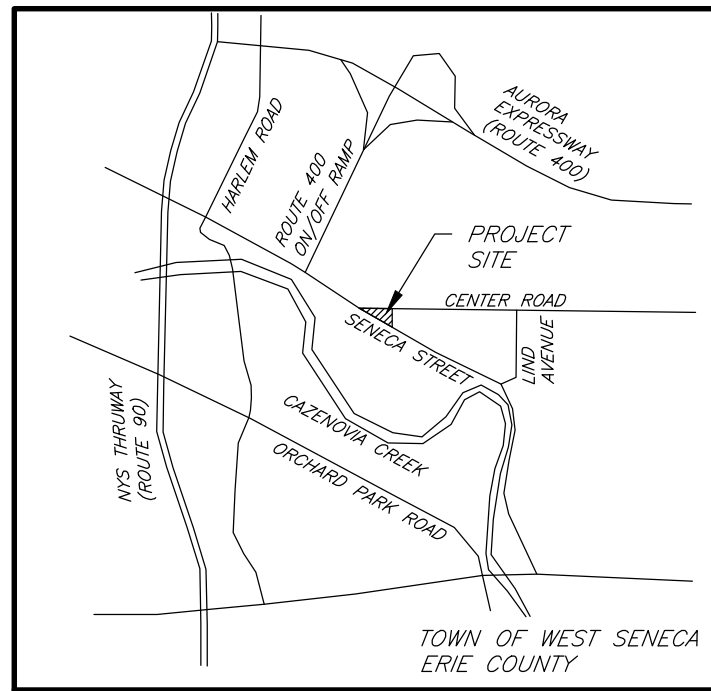 AURORA
EXPRESSWAY
(ROUTE 400)
HARLEM ROAD
ROUTE 400
ON/OFF RAMP
PROJECT
SITE
CENTER ROAD
SENECA STREET
LIND
AVENUE
NYS THRUWAY
(ROUTE 90)
CAZENOVIA CREEK
ORCHARD PARK ROAD
TOWN OF WEST SENECA
ERIE COUNTY